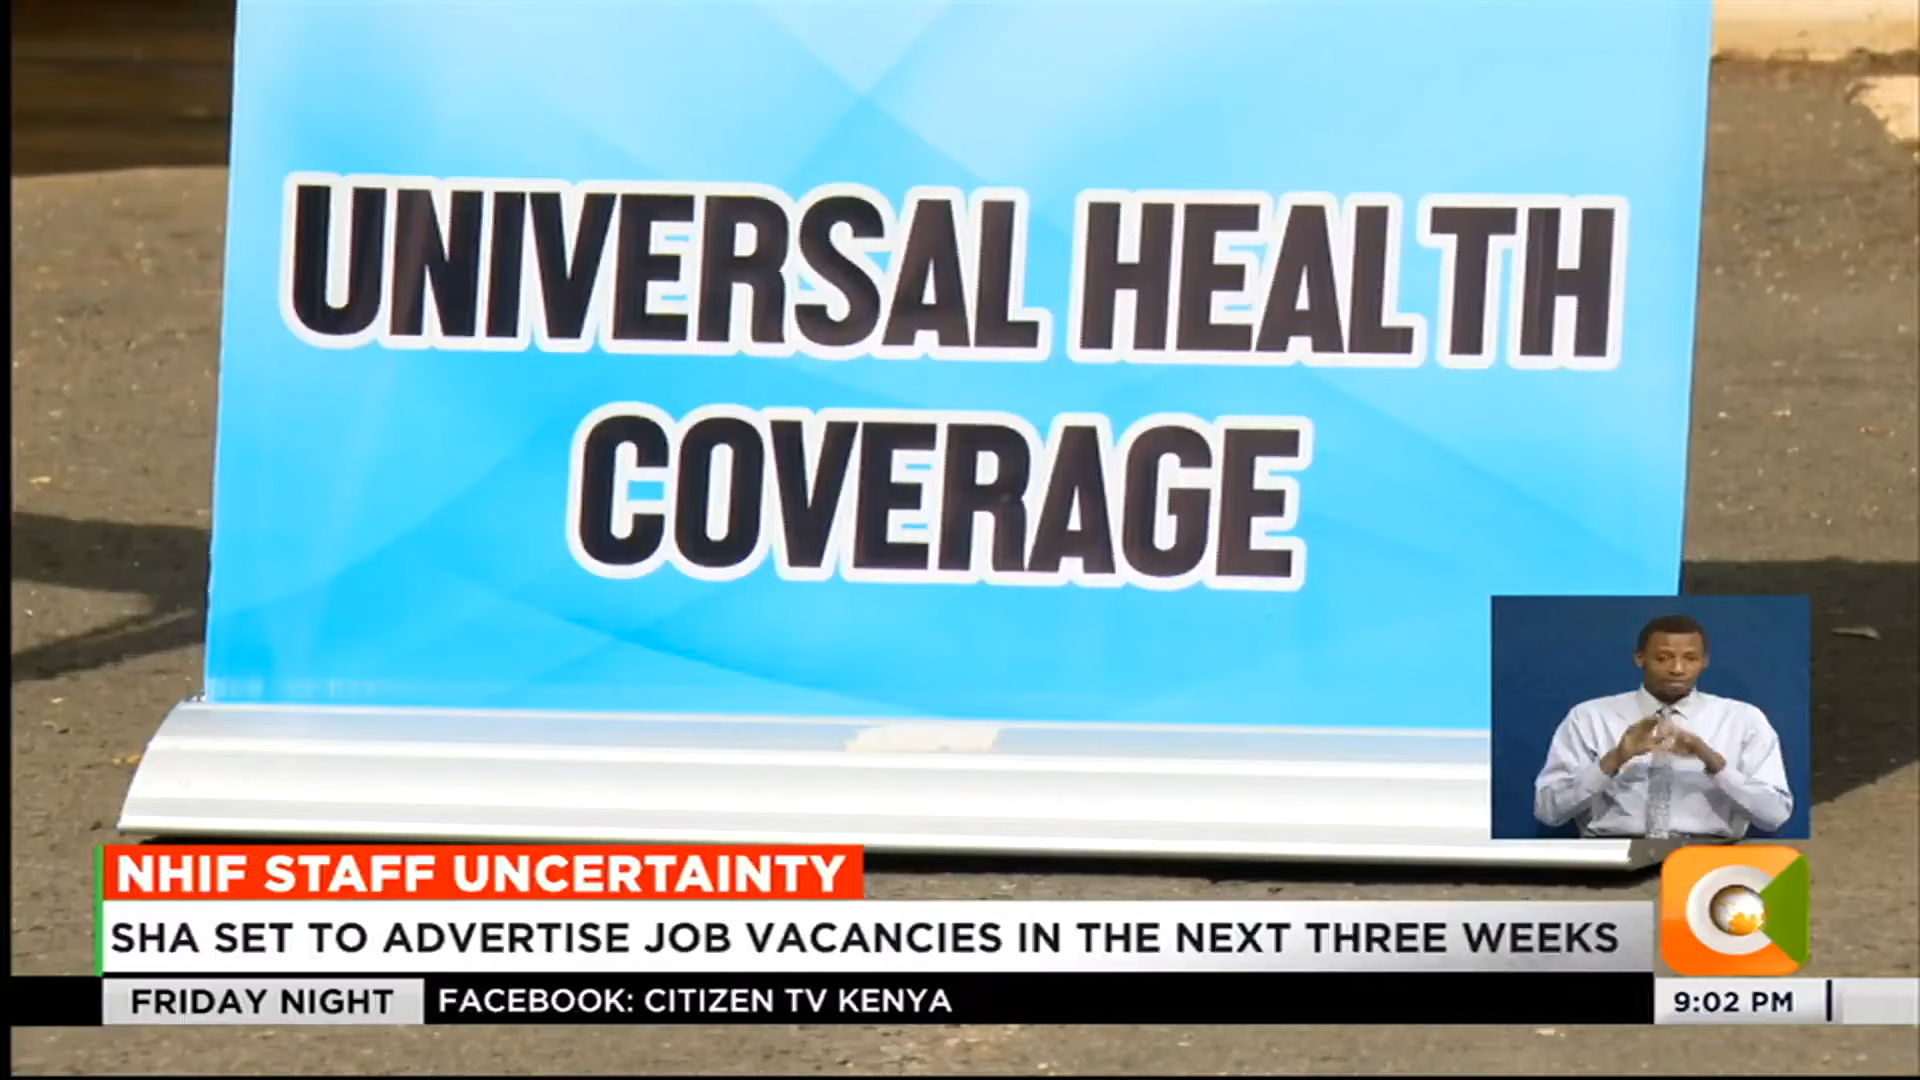 UNIVERSAL HEALTH
COVERAGE
NHIF STAFF UNCERTAINTY
SHA SET TO ADVERTISE JOB VACANCIES IN THE NEXT THREE WEEKS
FRIDAY NIGHT
FACEBOOK: CITIZEN TV KENYA
9:02 PM